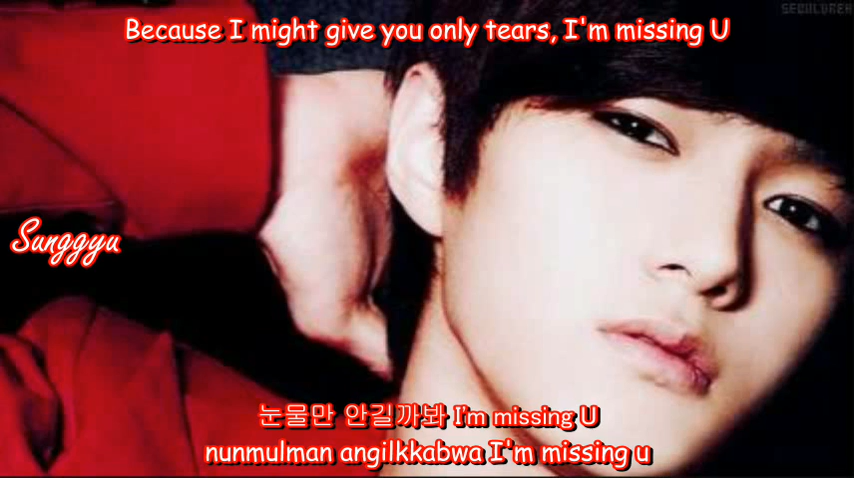 SECULDREH
Because I might give you only tears, I'm missing U
Sunggyu
눈물만 안길까봐 I'm missing U
nunmulman angilkkabwa I'm missing u